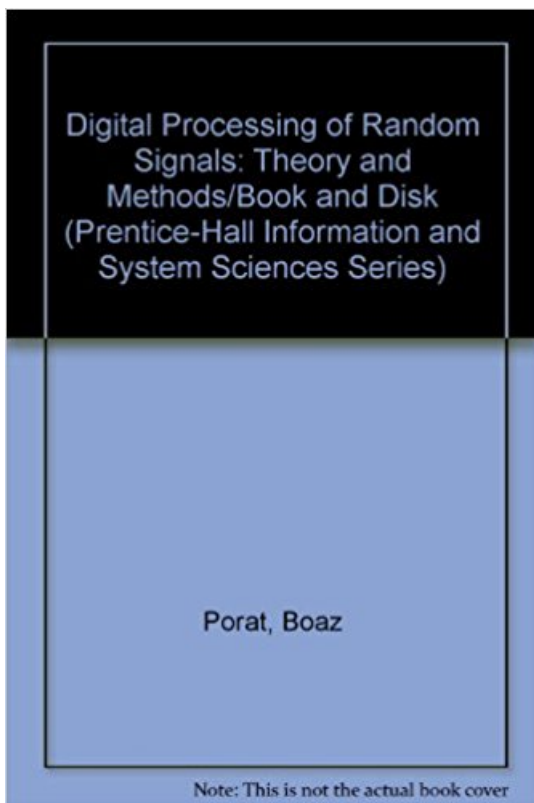 Digital Processing of Random
Signals: Theory and
Methods/Book and Disk
(Prentice-Hall Information and
System Sciences Series)
Porat, Boaz
Note: This is not the actual book cover